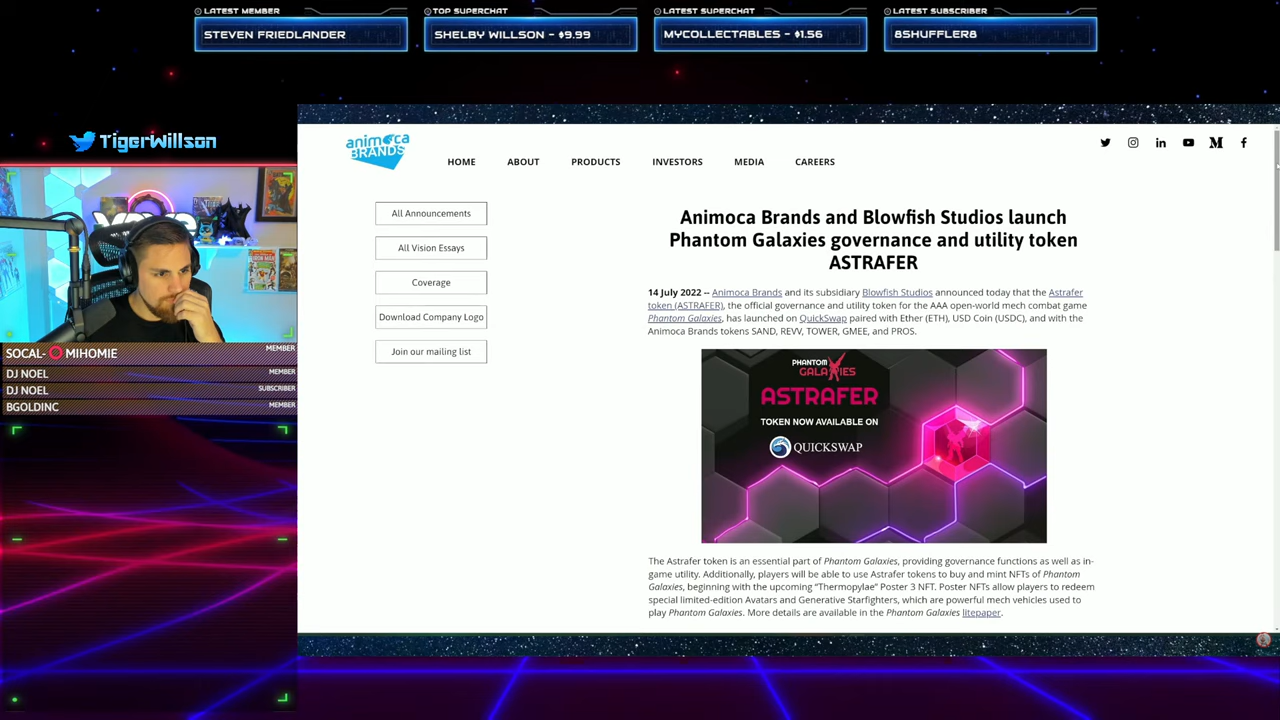 LATEST MEMBER
STEVEN FRIEDLANDER
TOP SUPERCHAT
SHELBY WILLSON - $9.99
LATEST SUPERCHAT
MYCOLLECTABLES - $1.56
LATEST SUBSCRIBER
8SHUFFLER8
TigerWillson
SOCAL- ⭕ MIHOMIE MEMBER
DJ NOEL MEMBER
DJ NOEL SUBSCRIBER
BGOLDINC MEMBER
animoca
BRANDS
HOME ABOUT PRODUCTS INVESTORS MEDIA CAREERS
All Announcements
All Vision Essays
Coverage
Download Company Logo
Join our mailing list
Animoca Brands and Blowfish Studios launch
Phantom Galaxies governance and utility token
ASTRAFER
14 July 2022 -- Animoca Brands and its subsidiary Blowfish Studios announced today that the Astrafer
token (ASTRAFER), the official governance and utility token for the AAA open-world mech combat game
Phantom Galaxies, has launched on QuickSwap paired with Ether (ETH), USD Coin (USDC), and with the
Animoca Brands tokens SAND, REVV, TOWER, GMEE, and PROS.
PHANTOM
GALAXIES
ASTRAFER
TOKEN NOW AVAILABLE ON
QUICKSWAP
The Astrafer token is an essential part of Phantom Galaxies, providing governance functions as well as in-
game utility. Additionally, players will be able to use Astrafer tokens to buy and mint NFTs of Phantom
Galaxies, beginning with the upcoming "Thermopylae" Poster 3 NFT. Poster NFTs allow players to redeem
special limited-edition Avatars and Generative Starfighters, which are powerful mech vehicles used to
play Phantom Galaxies. More details are available in the Phantom Galaxies litepaper.